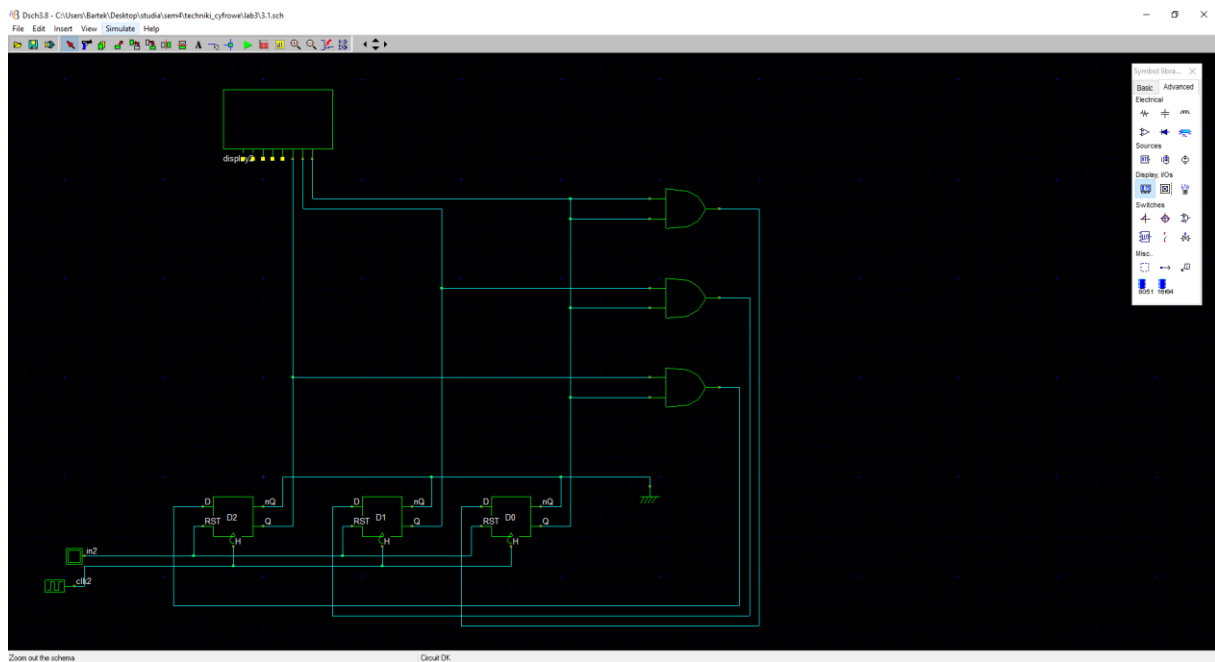 Dsch3.8 - C:\Users\Bartek\Desktop\studia\sem4\techniki_cyfrowe\lab3\3.1.sch
File Edit Insert View Simulate Help
Symbol libra...
Basic Advanced
Electrical
Sources
Display, I/Os
Switches
Misc..
8051 16f84
display2
D nQ D nQ D nQ
RST D2 Q RST D1 Q RST D0 Q
H H H
in2
clk2
Zoom out the schema Circuit OK